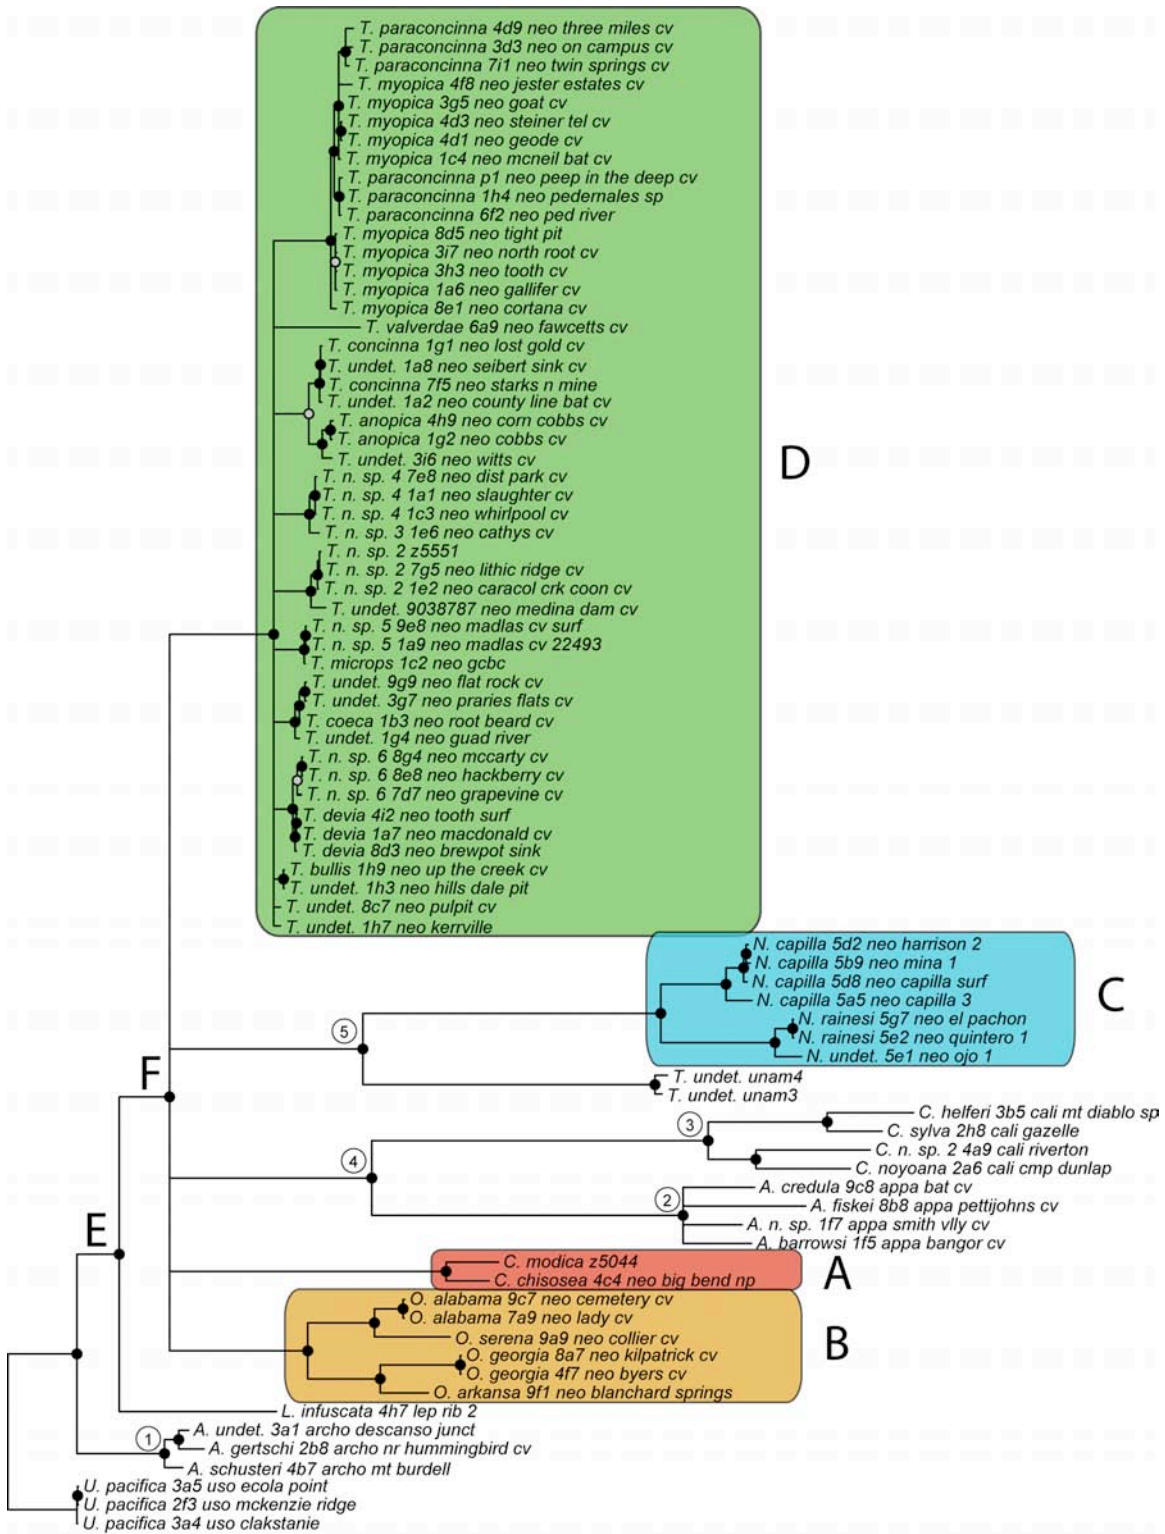 T. paraconcinna 4d9 neo three miles cv
T. paraconcinna 3d3 neo on campus cv
T. paraconcinna 7i1 neo twin springs cv
T. myopica 4f8 neo jester estates cv
T. myopica 3g5 neo goat cv
T. myopica 4d3 neo steiner tel cv
T. myopica 4d1 neo geode cv
T. myopica 1c4 neo mcneil bat cv
T. paraconcinna p1 neo peep in the deep cv
T. paraconcinna 1h4 neo pedernales sp
T. paraconcinna 6f2 neo ped river
T. myopica 8d5 neo tight pit
T. myopica 3i7 neo north root cv
T. myopica 3h3 neo tooth cv
T. myopica 1a6 neo gallifer cv
T. myopica 8e1 neo cortana cv
T. valverdae 6a9 neo fawcetts cv
T. concinna 1g1 neo lost gold cv
T. undet. 1a8 neo seibert sink cv
T. concinna 7f5 neo starks n mine
T. undet. 1a2 neo county line bat cv
T. anopica 4h9 neo corn cobbs cv
T. anopica 1g2 neo cobbs cv
T. undet. 3i6 neo witts cv
D
T. n. sp. 4 7e8 neo dist park cv
T. n. sp. 4 1a1 neo slaughter cv
T. n. sp. 4 1c3 neo whirlpool cv
T. n. sp. 3 1e6 neo cathys cv
T. n. sp. 2 z5551
T. n. sp. 2 7g5 neo lithic ridge cv
T. n. sp. 2 1e2 neo caracol crk coon cv
T. undet. 9038787 neo medina dam cv
T. n. sp. 5 9e8 neo madlas cv surf
T. n. sp. 5 1a9 neo madlas cv 22493
T. microps 1c2 neo gcbc
T. undet. 9g9 neo flat rock cv
T. undet. 3g7 neo praries flats cv
T. coeca 1b3 neo root beard cv
T. undet. 1g4 neo guad river
T. n. sp. 6 8g4 neo mccarty cv
T. n. sp. 6 8e8 neo hackberry cv
T. n. sp. 6 7d7 neo grapevine cv
T. devia 4i2 neo tooth surf
T. devia 1a7 neo macdonald cv
T. devia 8d3 neo brewpot sink
T. bullis 1h9 neo up the creek cv
T. undet. 1h3 neo hills dale pit
T. undet. 8c7 neo pulpit cv
T. undet. 1h7 neo kerrville
N. capilla 5d2 neo harrison 2
N. capilla 5b9 neo mina 1
N. capilla 5d8 neo capilla surf
N. capilla 5a5 neo capilla 3
C
N. rainesi 5g7 neo el pachon
5
N. rainesi 5e2 neo quintero 1
N. undet. 5e1 neo ojo 1
F
T. undet. unam4
T. undet. unam3
C. helferi 3b5 cali mt diablo sp
3
C. sylva 2h8 cali gazelle
C. n. sp. 2 4a9 cali riverton
4
C. noyoana 2a6 cali cmp dunlap
A. credula 9c8 appa bat cv
2
A. fiskei 8b8 appa pettijohns cv
A. n. sp. 1f7 appa smith vlly cv
E
A. barrowsi 1f5 appa bangor cv
C. modica z5044
A
C. chisosea 4c4 neo big bend np
O. alabama 9c7 neo cemetery cv
O. alabama 7a9 neo lady cv
O. serena 9a9 neo collier cv
B
O. georgia 8a7 neo kilpatrick cv
O. georgia 4f7 neo byers cv
O. arkansa 9f1 neo blanchard springs
L. infuscata 4h7 lep rib 2
A. undet. 3a1 archo descanso junct
1
A. gertschi 2b8 archo nr hummingbird cv
A. schusteri 4b7 archo mt burdell
U. pacifica 3a5 uso ecola point
U. pacifica 2f3 uso mckenzie ridge
U. pacifica 3a4 uso clakstanie